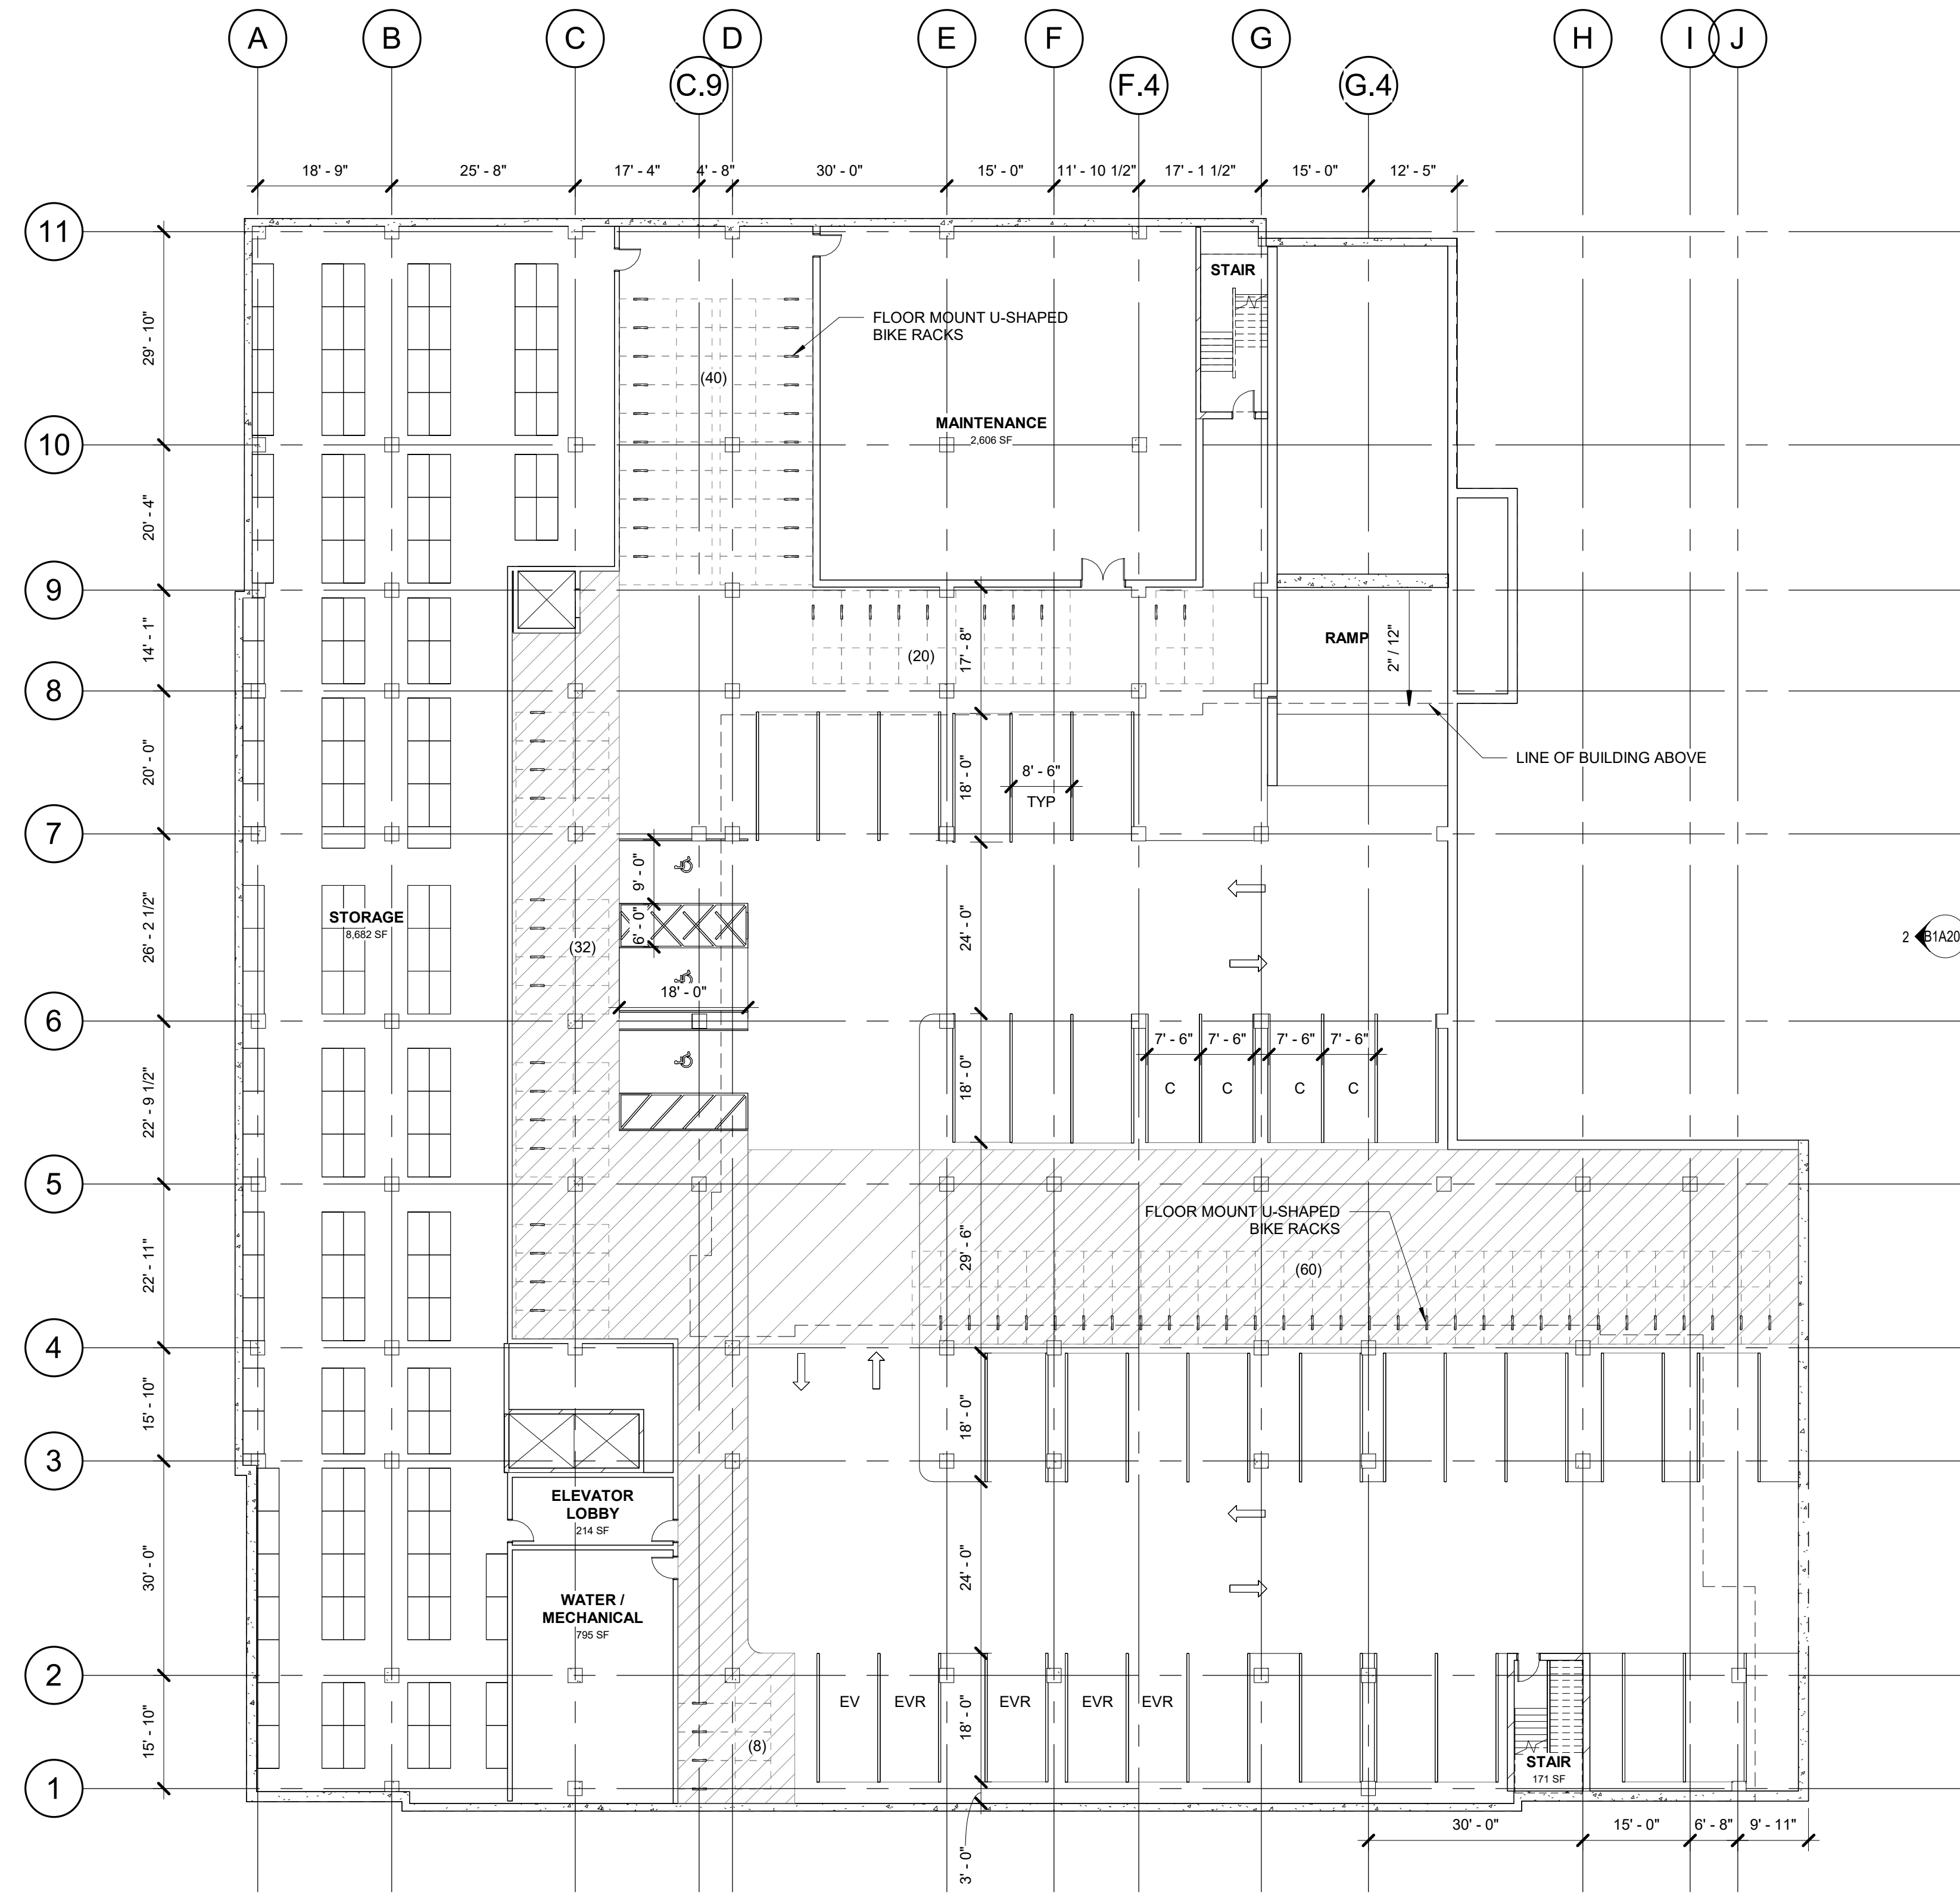 A B C D E F G H I J
C.9 F.4 G.4
18' - 9" 25' - 8" 17' - 4" 4' - 8" 30' - 0" 15' - 0" 11' - 10 1/2" 17' - 1 1/2" 15' - 0" 12' - 5"
11
STAIR
FLOOR MOUNT U-SHAPED
BIKE RACKS
29' - 10"
(40)
MAINTENANCE
2,606 SF
10
20' - 4"
9
14' - 1"
17' - 8"
(20)
RAMP
2" / 12"
8
20' - 0"
18' - 0"
8' - 6"
TYP
LINE OF BUILDING ABOVE
7
9' - 0"
6' - 0"
STORAGE
8,682 SF
26' - 2 1/2"
(32)
24' - 0"
2 B1A20
18' - 0"
6
7' - 6" 7' - 6" 7' - 6" 7' - 6"
C C C C
22' - 9 1/2"
18' - 0"
5
FLOOR MOUNT U-SHAPED
BIKE RACKS
22' - 11"
29' - 6"
(60)
4
15' - 10"
18' - 0"
3
ELEVATOR
LOBBY
214 SF
30' - 0"
24' - 0"
WATER /
MECHANICAL
795 SF
2
EV EVR EVR EVR EVR
15' - 10"
18' - 0"
(8)
STAIR
171 SF
1
30' - 0" 15' - 0" 6' - 8" 9' - 11"
3' - 0"